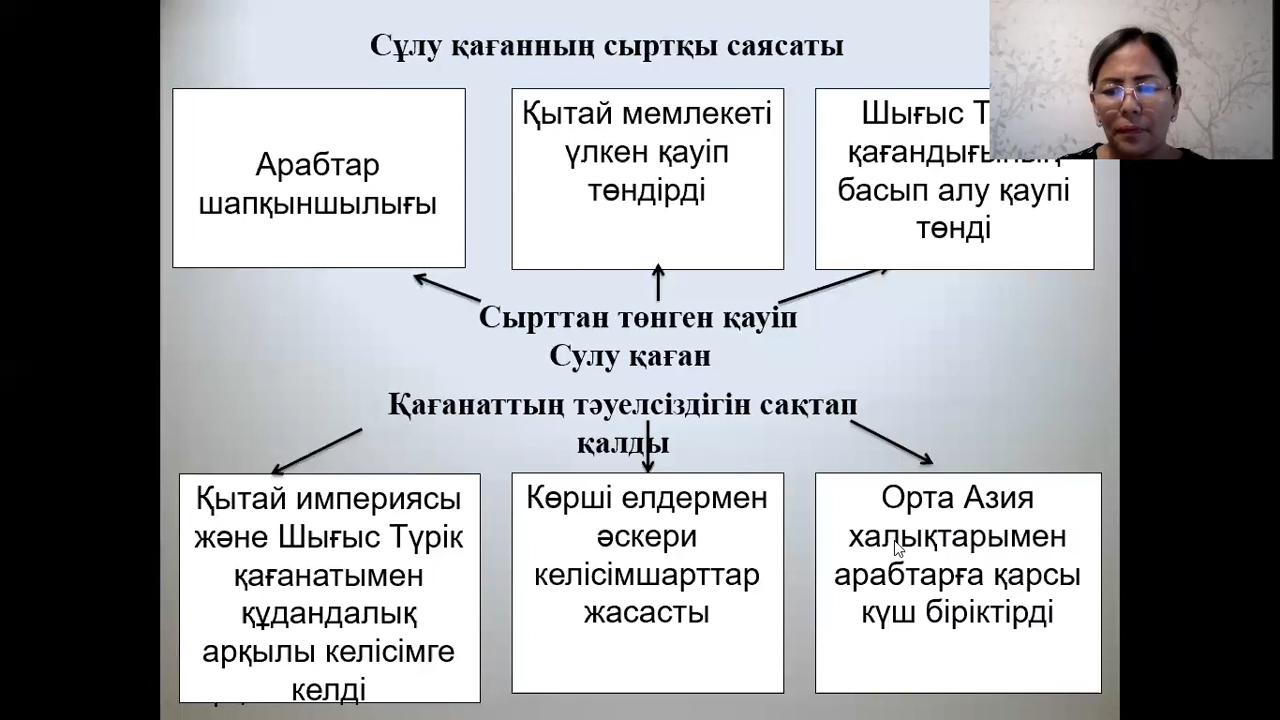 Сұлу қағанның сыртқы саясаты
Арабтар
шапқыншылығы
Қытай мемлекеті
үлкен қауіп
төндірді
Шығыс
басып алу қаупі
төнді
Сырттан төнген қауіп
Сулу қаған
Қағанаттың тәуелсіздігін сақтап
қалды
Қытай империясы
және Шығыс Түрік
қағанатымен
құдандалық
арқылы келісімге
келді
Көрші елдермен
әскери
келісімшарттар
жасасты
Орта Азия
халықтарымен
арабтарға қарсы
күш біріктірді